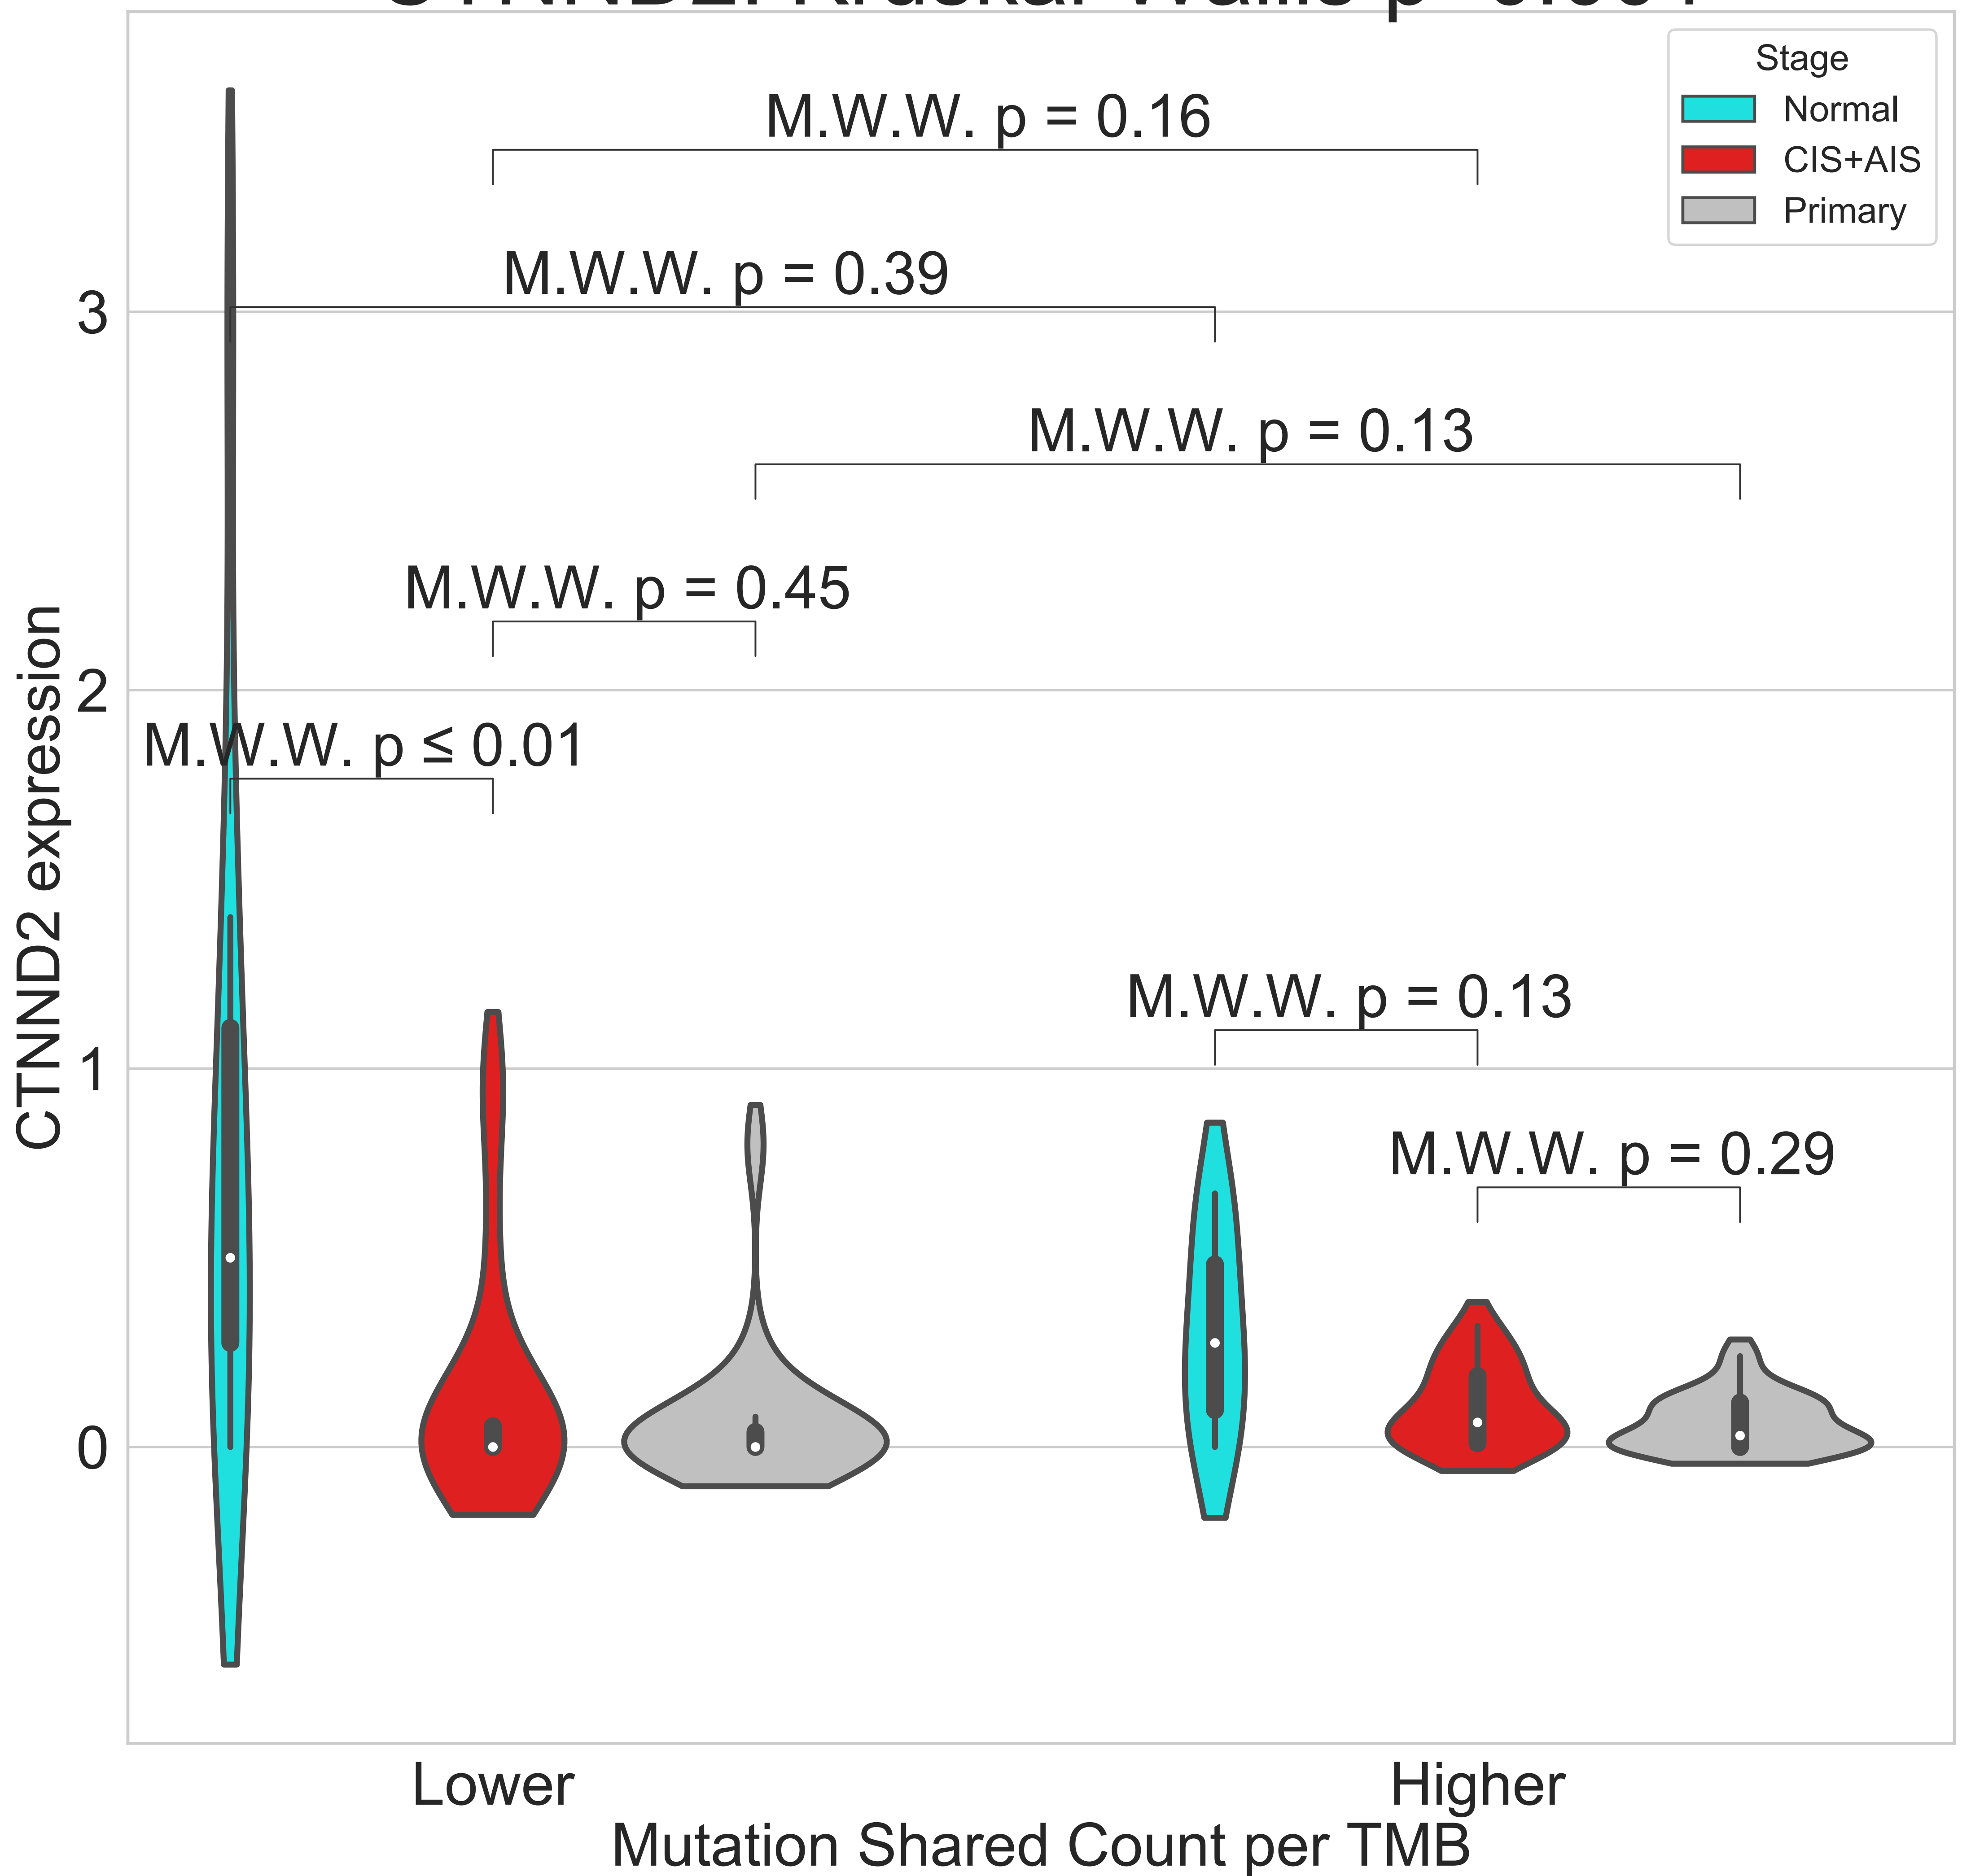 Stage
Normal
CIS+AIS
Primary
M.W.W. p = 0.16
M.W.W. p = 0.39
M.W.W. p = 0.13
M.W.W. p = 0.45
M.W.W. p ≤ 0.01
M.W.W. p = 0.13
M.W.W. p = 0.29
CTNND2 expression
3
2
1
0
Lower
Higher
Mutation Shared Count per TMB